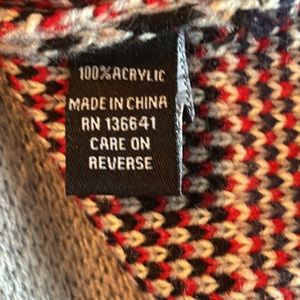 100% ACRYLIC
MADE IN CHINA
RN 136641
CARE ON
REVERSE